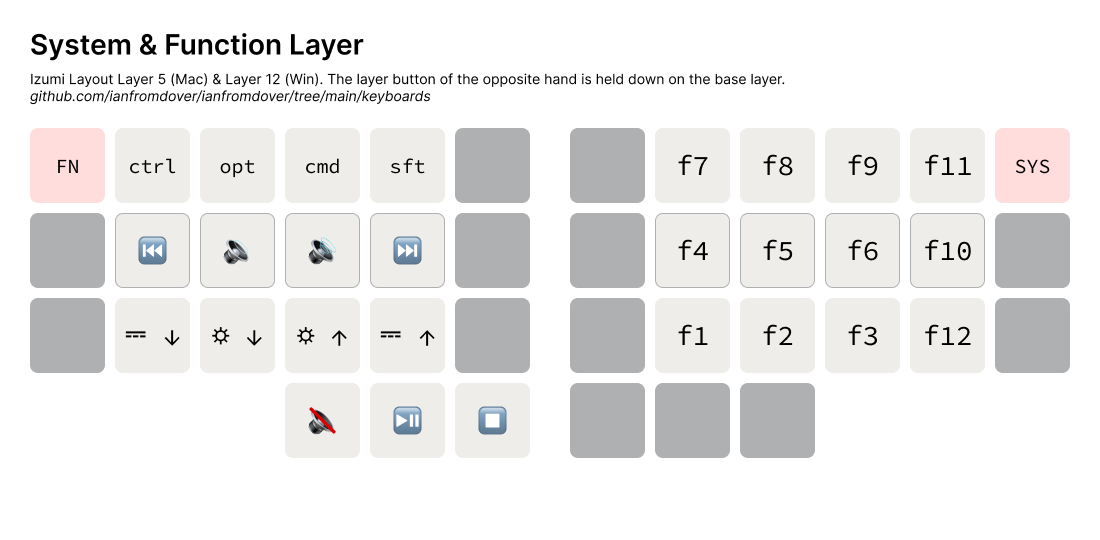 System & Function Layer
Izumi Layout Layer 5 (Mac) & Layer 12 (Win). The layer button of the opposite hand is held down on the base layer.
github.com/ianfromdover/ianfromdover/tree/main/keyboards
FN ctrl opt cmd sft f7 f8 f9 f11 SYS
⏮️ 🔈 🔊 ⏭️ f4 f5 f6 f10
⎓ ↓ ☼ ↓ ☼ ↑ ⎓ ↑ f1 f2 f3 f12
🔇 ⏯️ ⏹️